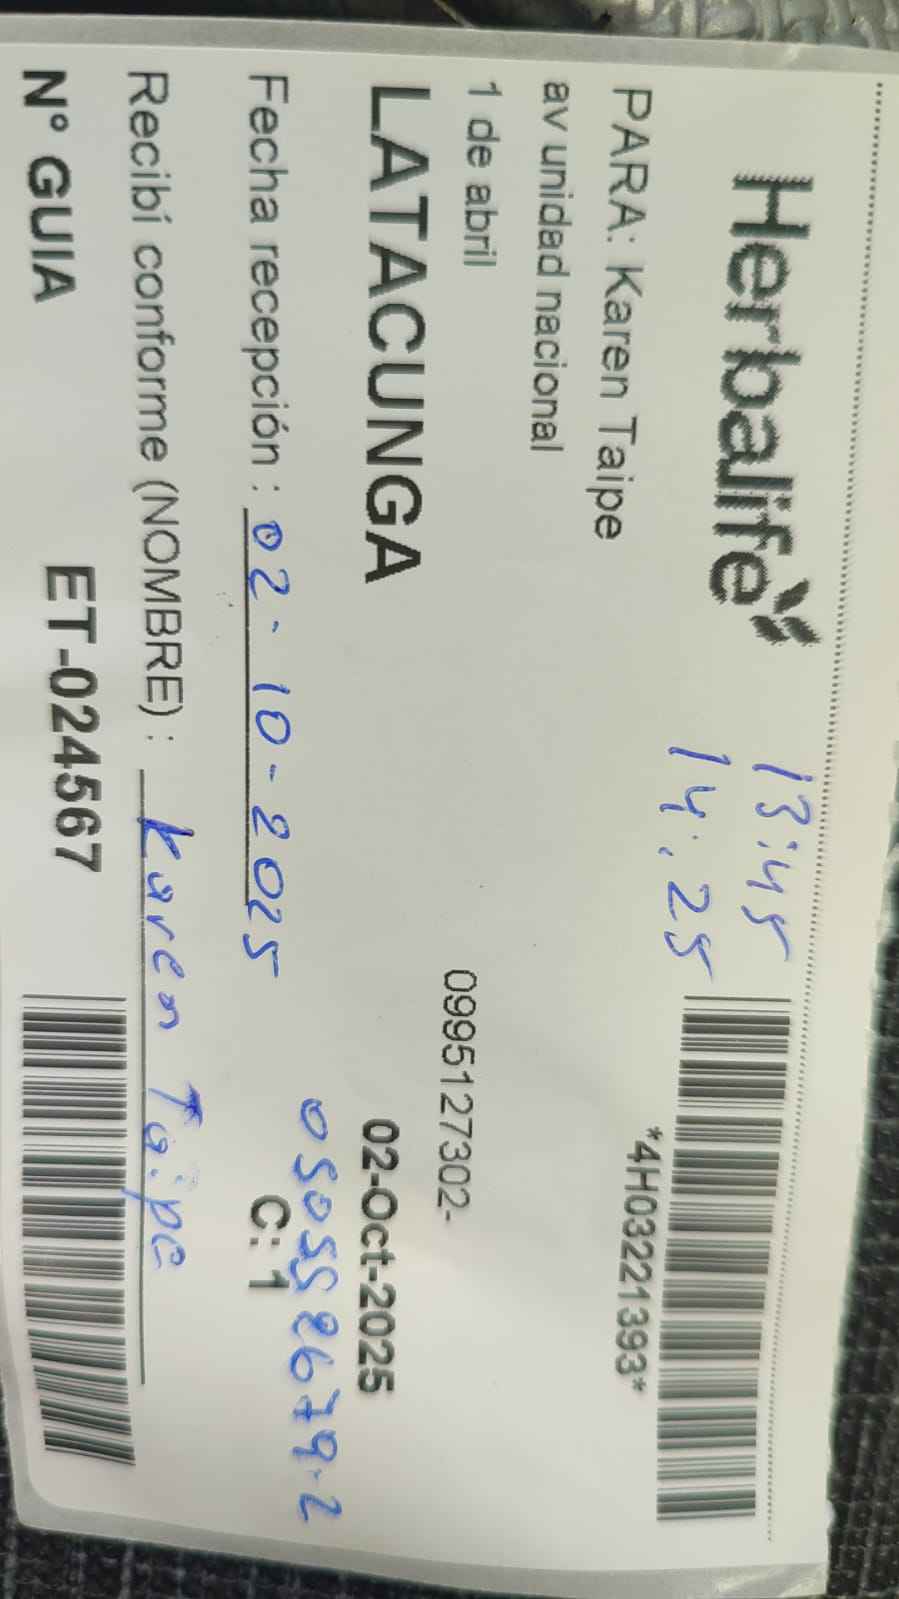 Herbalife
13:45
14:25
*4H03221393*
PARA: Karen Taipe
av unidad nacional
1 de abril
0995127302-
LATACUNGA
02-Oct-2025
050552679-2
Fecha recepción : 02-10-2025
C: 1
Recibí conforme (NOMBRE) : Karen Taipe
N° GUIA ET-024567